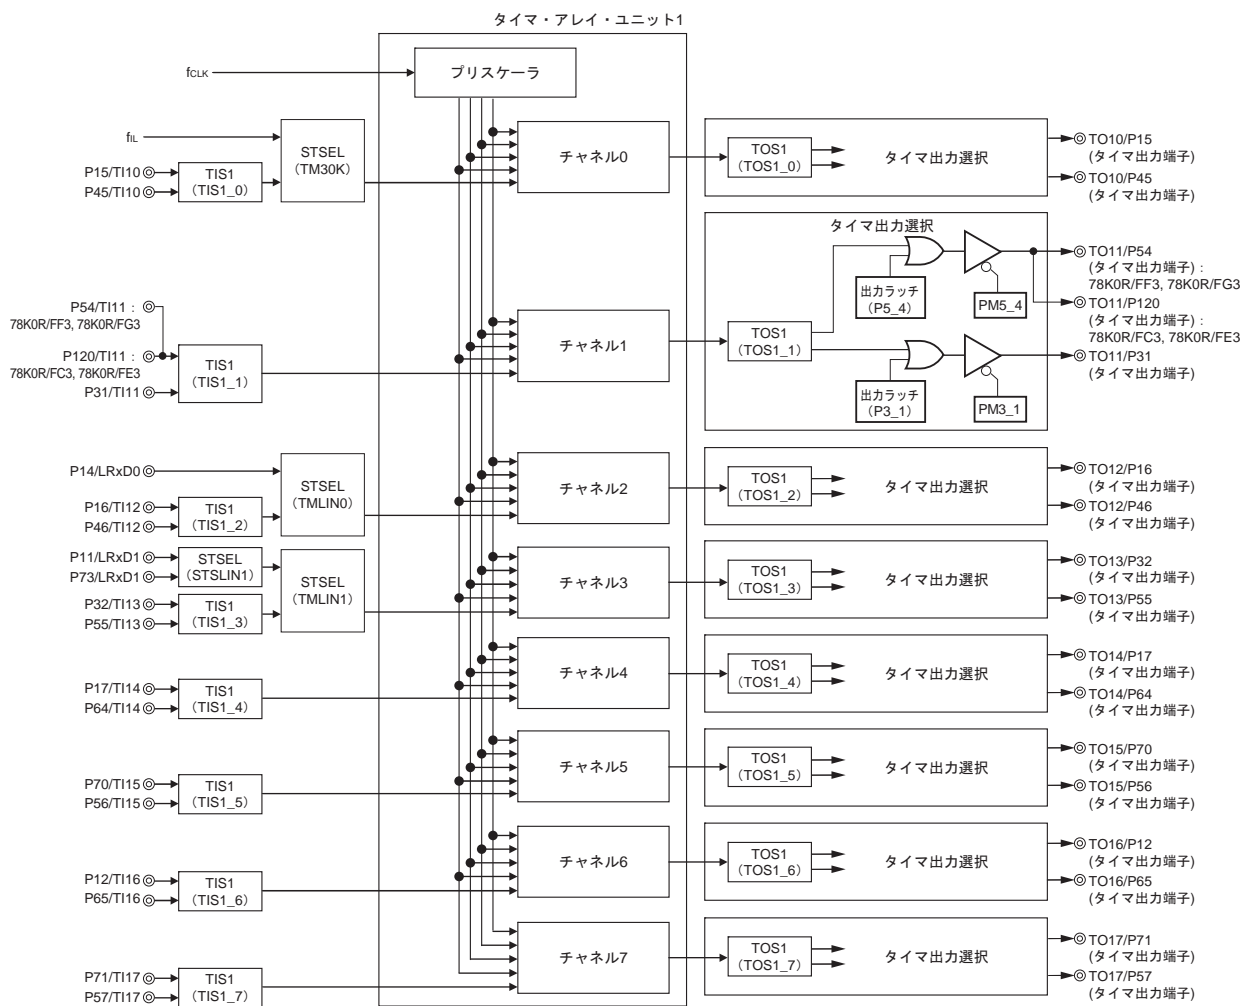 タイマ・アレイ・ユニット1
fCLK
プリスケーラ
fIL
STSEL
(TM30K)
P15/TI10
P45/TI10
TIS1
(TIS1_0)
チャネル0
TOS1
(TOS1_0)
タイマ出力選択
TO10/P15
(タイマ出力端子)
TO10/P45
(タイマ出力端子)
P54/TI11 :
78K0R/FF3, 78K0R/FG3
P120/TI11 :
78K0R/FC3, 78K0R/FE3
P31/TI11
TIS1
(TIS1_1)
チャネル1
TOS1
(TOS1_1)
タイマ出力選択
出力ラッチ
(P5_4)
PM5_4
出力ラッチ
(P3_1)
PM3_1
TO11/P54
(タイマ出力端子) :
78K0R/FF3, 78K0R/FG3
TO11/P120
(タイマ出力端子) :
78K0R/FC3, 78K0R/FE3
TO11/P31
(タイマ出力端子)
P14/LRxD0
P16/TI12
P46/TI12
TIS1
(TIS1_2)
STSEL
(TMLIN0)
チャネル2
TOS1
(TOS1_2)
タイマ出力選択
TO12/P16
(タイマ出力端子)
TO12/P46
(タイマ出力端子)
P11/LRxD1
P73/LRxD1
STSEL
(STSLIN1)
P32/TI13
P55/TI13
TIS1
(TIS1_3)
STSEL
(TMLIN1)
チャネル3
TOS1
(TOS1_3)
タイマ出力選択
TO13/P32
(タイマ出力端子)
TO13/P55
(タイマ出力端子)
P17/TI14
P64/TI14
TIS1
(TIS1_4)
チャネル4
TOS1
(TOS1_4)
タイマ出力選択
TO14/P17
(タイマ出力端子)
TO14/P64
(タイマ出力端子)
P70/TI15
P56/TI15
TIS1
(TIS1_5)
チャネル5
TOS1
(TOS1_5)
タイマ出力選択
TO15/P70
(タイマ出力端子)
TO15/P56
(タイマ出力端子)
P12/TI16
P65/TI16
TIS1
(TIS1_6)
チャネル6
TOS1
(TOS1_6)
タイマ出力選択
TO16/P12
(タイマ出力端子)
TO16/P65
(タイマ出力端子)
P71/TI17
P57/TI17
TIS1
(TIS1_7)
チャネル7
TOS1
(TOS1_7)
タイマ出力選択
TO17/P71
(タイマ出力端子)
TO17/P57
(タイマ出力端子)